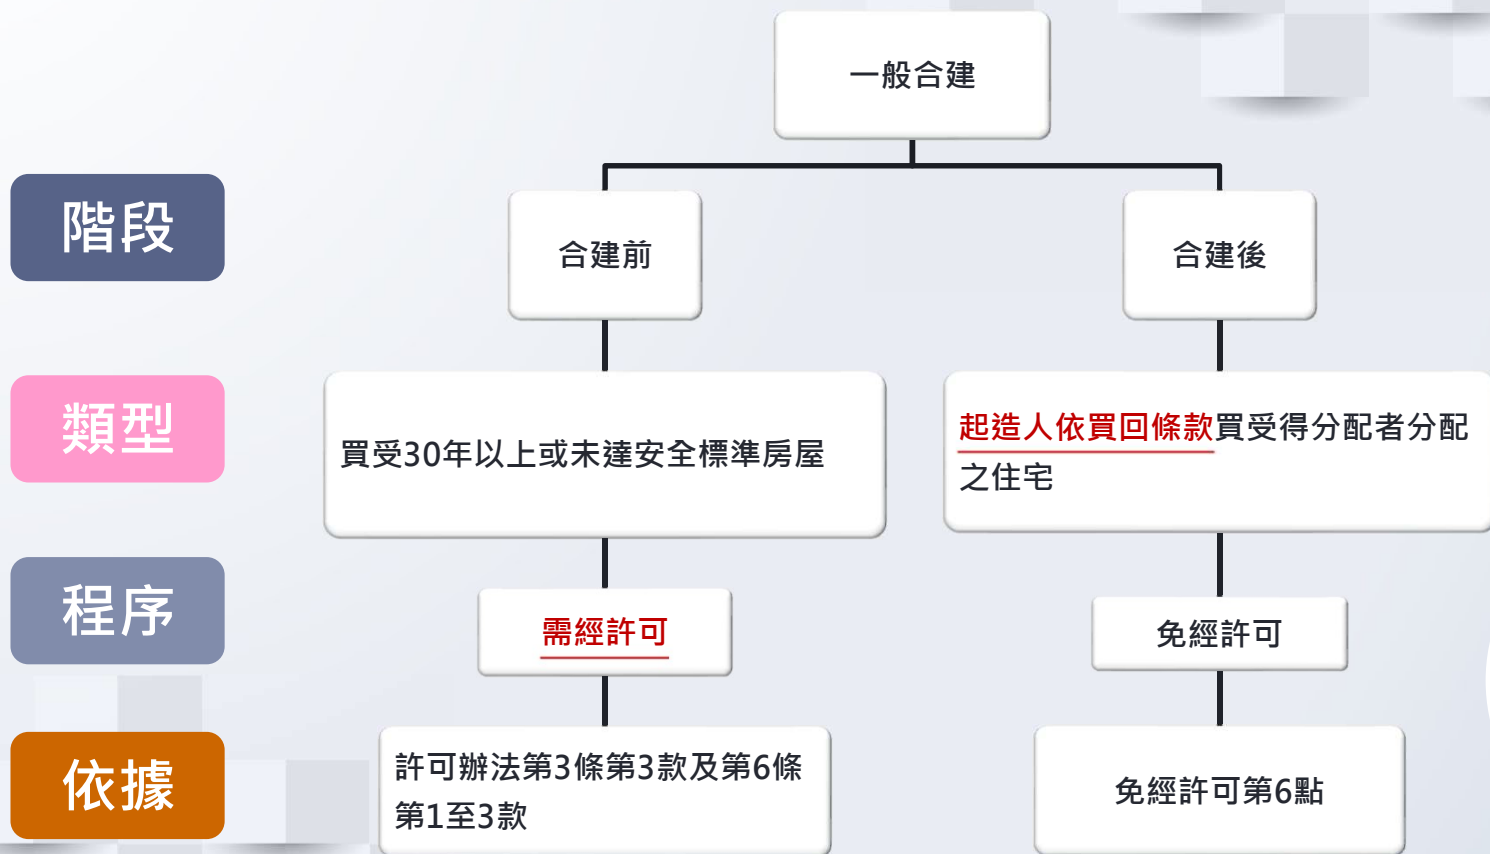 一般合建
階段
合建前
合建後
類型
買受30年以上或未達安全標準房屋
起造人依買回條款買受得分配者分配
之住宅
程序
需經許可
免經許可
依據
許可辦法第3條第3款及第6條
第1至3款
免經許可第6點